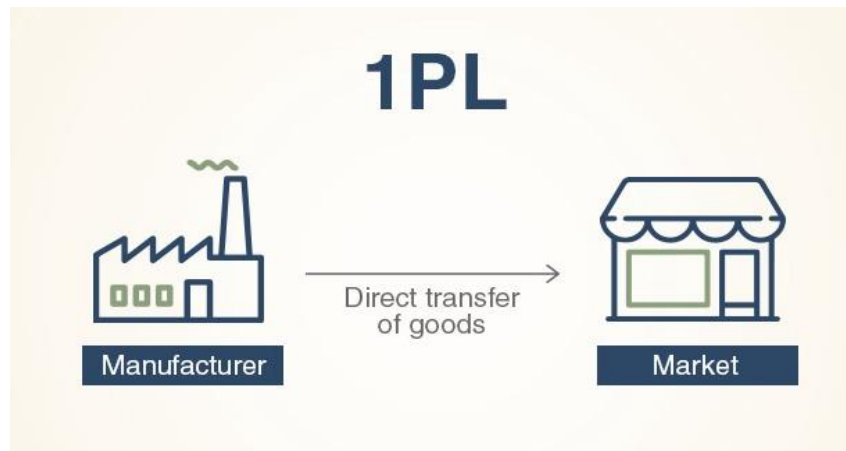 1PL
Direct transfer
of goods
Manufacturer
Market